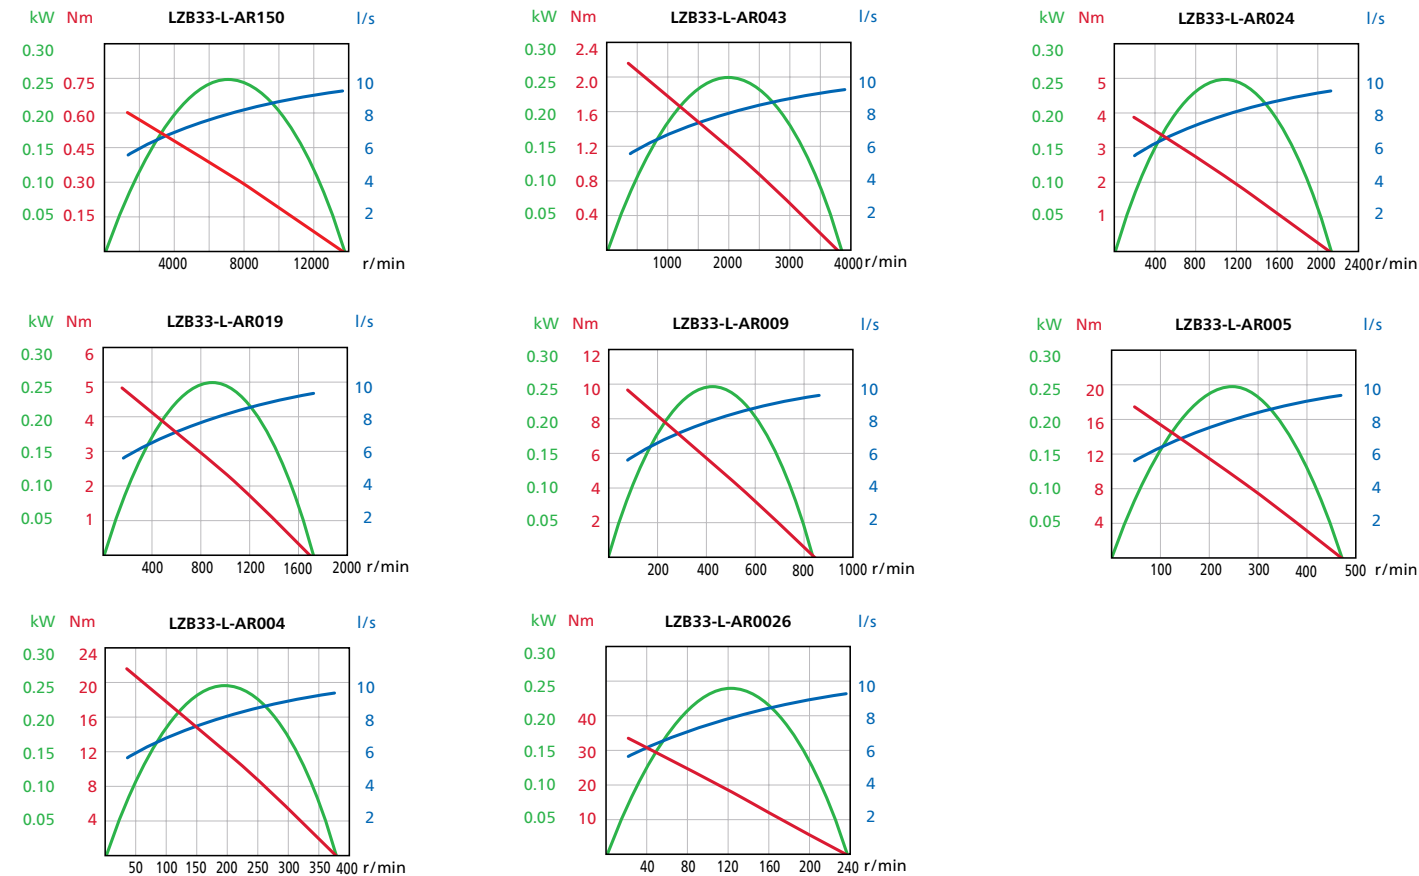 kW Nm LZB33-L-AR150 l/s
0.30
0.25 0.75 10
0.20 0.60 8
0.15 0.45 6
0.10 0.30 4
0.05 0.15 2
4000 8000 12000 r/min
kW Nm LZB33-L-AR043 l/s
0.30 2.4
0.25 2.0 10
0.20 1.6 8
0.15 1.2 6
0.10 0.8 4
0.05 0.4 2
1000 2000 3000 4000 r/min
kW Nm LZB33-L-AR024 l/s
0.30
0.25 5 10
0.20 4 8
0.15 3 6
0.10 2 4
0.05 1 2
400 800 1200 1600 2000 2400 r/min
kW Nm LZB33-L-AR019 l/s
0.30 6
0.25 5 10
0.20 4 8
0.15 3 6
0.10 2 4
0.05 1 2
400 800 1200 1600 2000 r/min
kW Nm LZB33-L-AR009 l/s
0.30 12
0.25 10 10
0.20 8 8
0.15 6 6
0.10 4 4
0.05 2 2
200 400 600 800 1000 r/min
kW Nm LZB33-L-AR005 l/s
0.30
0.25 20 10
0.20 16 8
0.15 12 6
0.10 8 4
0.05 4 2
100 200 300 400 500 r/min
kW Nm LZB33-L-AR004 l/s
0.30 24
0.25 20 10
0.20 16 8
0.15 12 6
0.10 8 4
0.05 4 2
50 100 150 200 250 300 350 400 r/min
kW Nm LZB33-L-AR0026 l/s
0.30
0.25 10
0.20 40 8
0.15 30 6
0.10 20 4
0.05 10 2
40 80 120 160 200 240 r/min